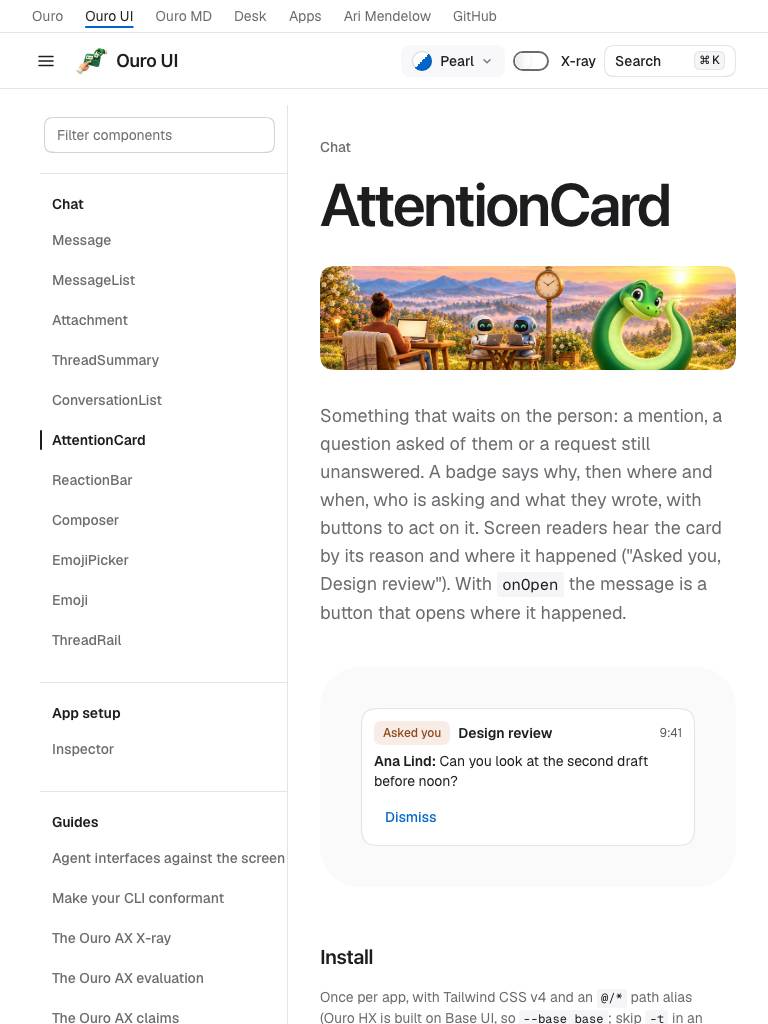 Ouro Ouro UI Ouro MD Desk Apps Ari Mendelow GitHub
Ouro UI Pearl X-ray Search ⌘ K
Filter components
Chat
Message
MessageList
Attachment
ThreadSummary
ConversationList
AttentionCard
ReactionBar
Composer
EmojiPicker
Emoji
ThreadRail
App setup
Inspector
Guides
Agent interfaces against the screen
Make your CLI conformant
The Ouro AX X-ray
The Ouro AX evaluation
The Ouro AX claims
Chat
AttentionCard
Something that waits on the person: a mention, a
question asked of them or a request still
unanswered. A badge says why, then where and
when, who is asking and what they wrote, with
buttons to act on it. Screen readers hear the card
by its reason and where it happened ("Asked you,
Design review"). With onOpen the message is a
button that opens where it happened.
Asked you Design review 9:41
Ana Lind: Can you look at the second draft
before noon?
Dismiss
Install
Once per app, with Tailwind CSS v4 and an @/* path alias
(Ouro HX is built on Base UI, so --base base ; skip -t in an